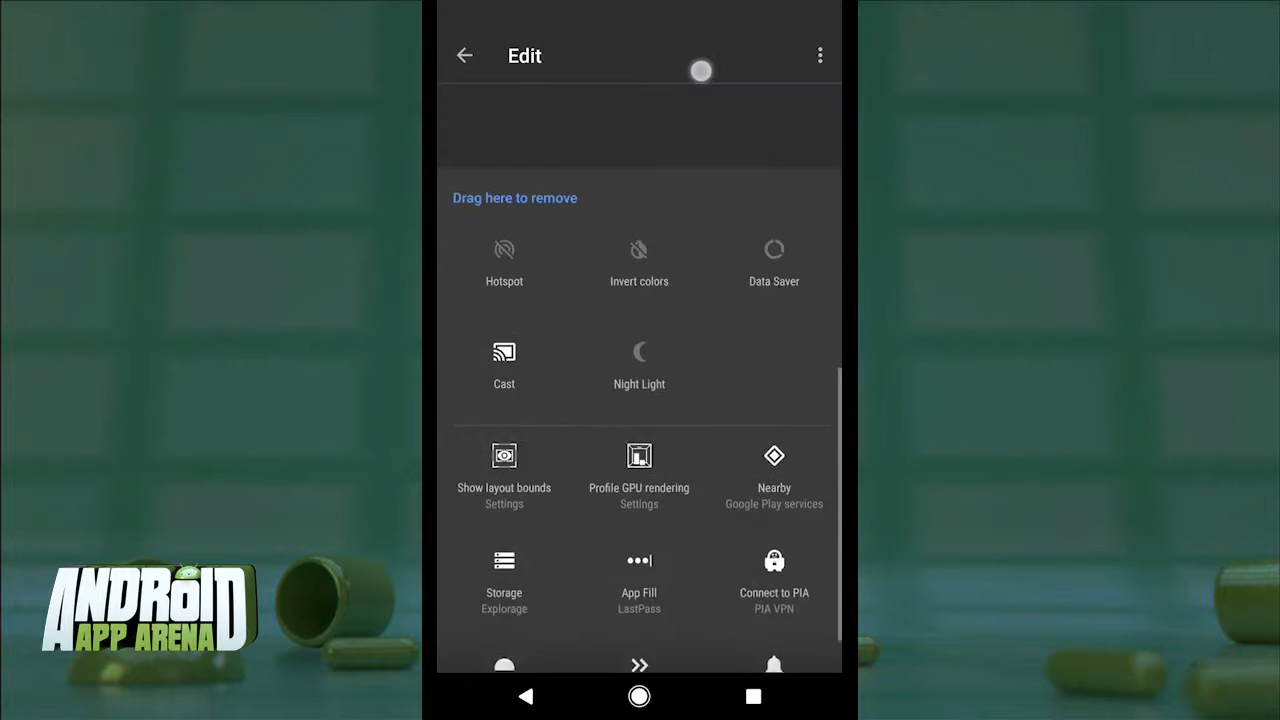 Edit
Drag here to remove
Hotspot
Invert colors
Data Saver
Cast
Night Light
Show layout bounds
Settings
Profile GPU rendering
Settings
Nearby
Google Play services
Storage
Explorage
App Fill
LastPass
Connect to PIA
PIA VPN
ANDROID
APP ARENA